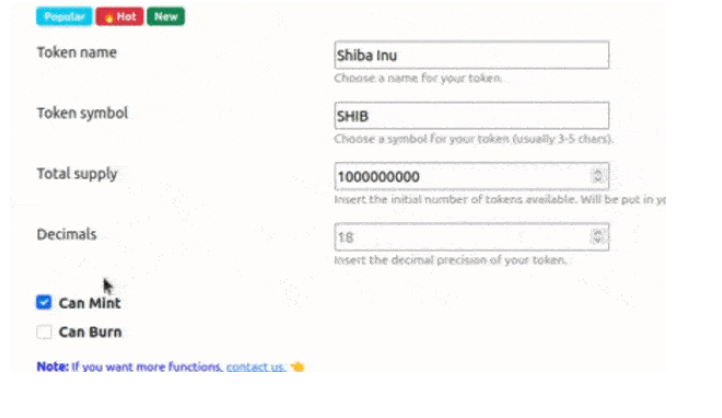 Popular 🔥Hot New
Token name
Shiba Inu
Choose a name for your token.
Token symbol
SHIB
Choose a symbol for your token (usually 3-5 chars).
Total supply
1000000000
Insert the initial number of tokens available. Will be put in yo
Decimals
18
Insert the decimal precision of your token.
Can Mint
Can Burn
Note: If you want more functions, contact us. 👈